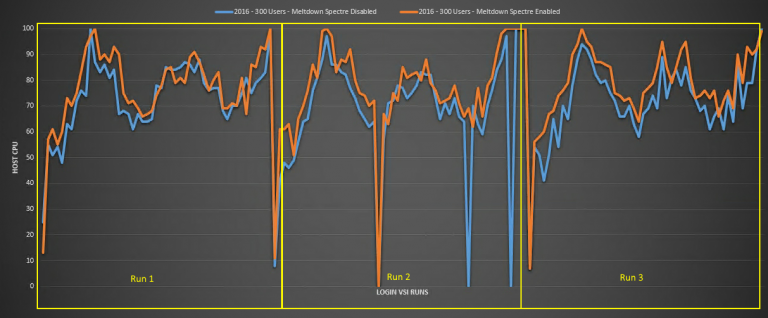 2016 - 300 Users - Meltdown Spectre Disabled
2016 - 300 Users - Meltdown Spectre Enabled
100
90
80
70
60
50
40
30
20
10
0
HOST CPU
Run 1
Run 2
Run 3
LOGIN VSI RUNS